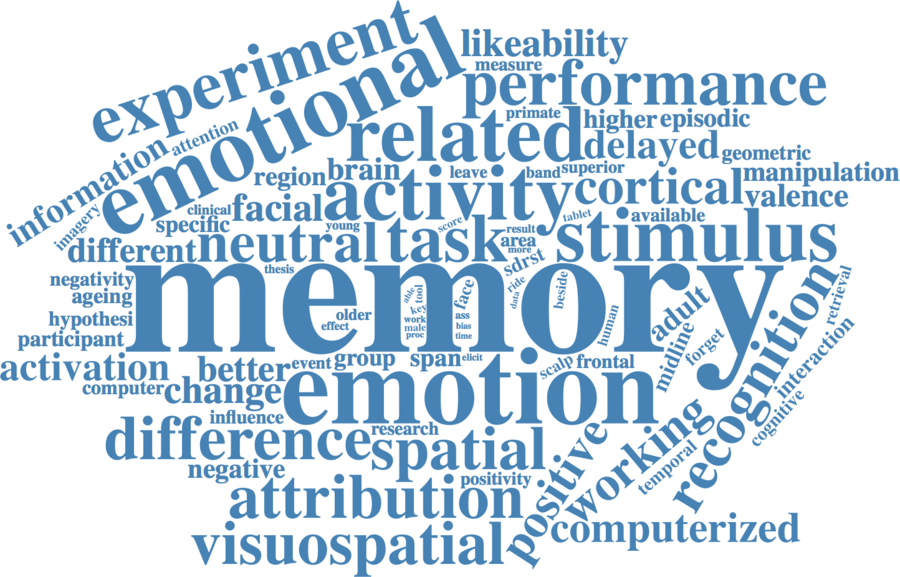 experiment
emotional
likeability
measure
performance
information
attention
related
primate
higher
episodic
delayed
geometric
imagery
region
brain
leave
band
superior
manipulation
activity
cortical
valence
clinical
facial
specific
young
score
result
tablet
available
different
neutral
task
area
more
stimulus
sdrst
thesis
memory
negativity
ageing
hypothesi
participant
older
effect
able
tool
key
work
male
proc
face
ass
bias
time
data
ride
beside
human
adult
midline
forget
retrieval
recognition
interaction
cognitive
activation
better
event
group
span
elicit
scalp
frontal
computer
change
emotion
influence
difference
research
spatial
working
temporal
negative
positivity
positive
attribution
visuospatial
computerized